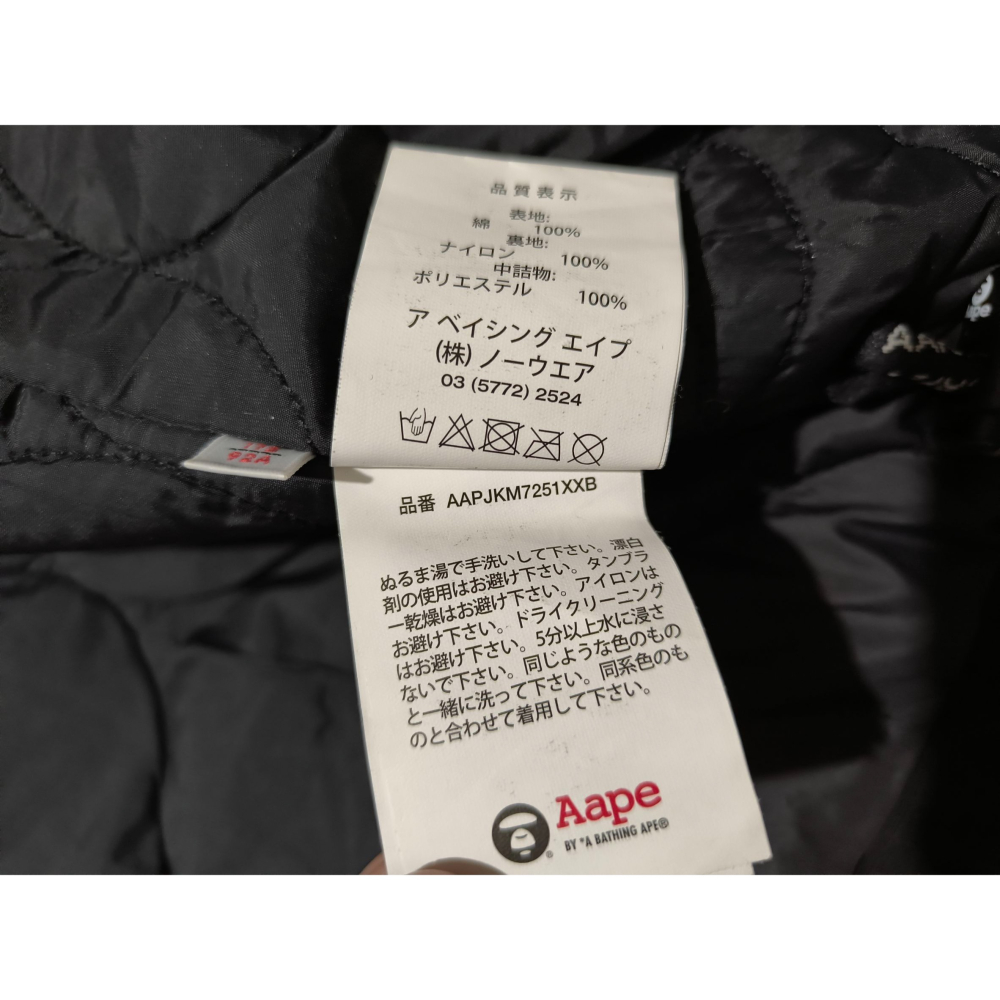 品質表示
表地:
綿 100%
裏地:
ナイロン 100%
中詰物:
ポリエステル 100%
ア ベイシング エイプ
(株) ノーウエア
03 (5772) 2524
92A
品番 AAPJKM7251XXB
ぬるま湯で手洗いして下さい。漂白
剤の使用はお避け下さい。タンブラ
ー乾燥はお避け下さい。アイロンは
お避け下さい。ドライクリーニング
はお避け下さい。5分以上水に浸さ
ないで下さい。同じような色のもの
と一緒に洗って下さい。同系色のも
のと合わせて着用して下さい。
Aape
BY *A BATHING APE®